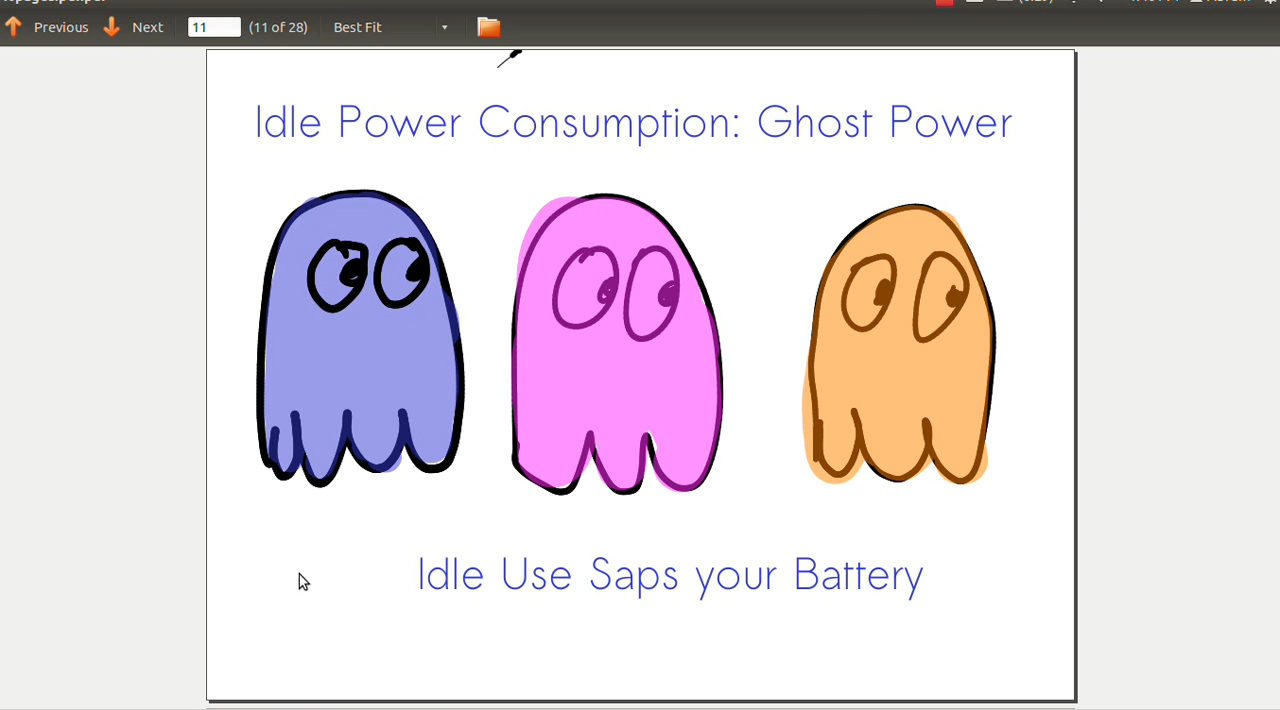 Previous Next 11 (11 of 28) Best Fit
Idle Power Consumption: Ghost Power
Idle Use Saps your Battery